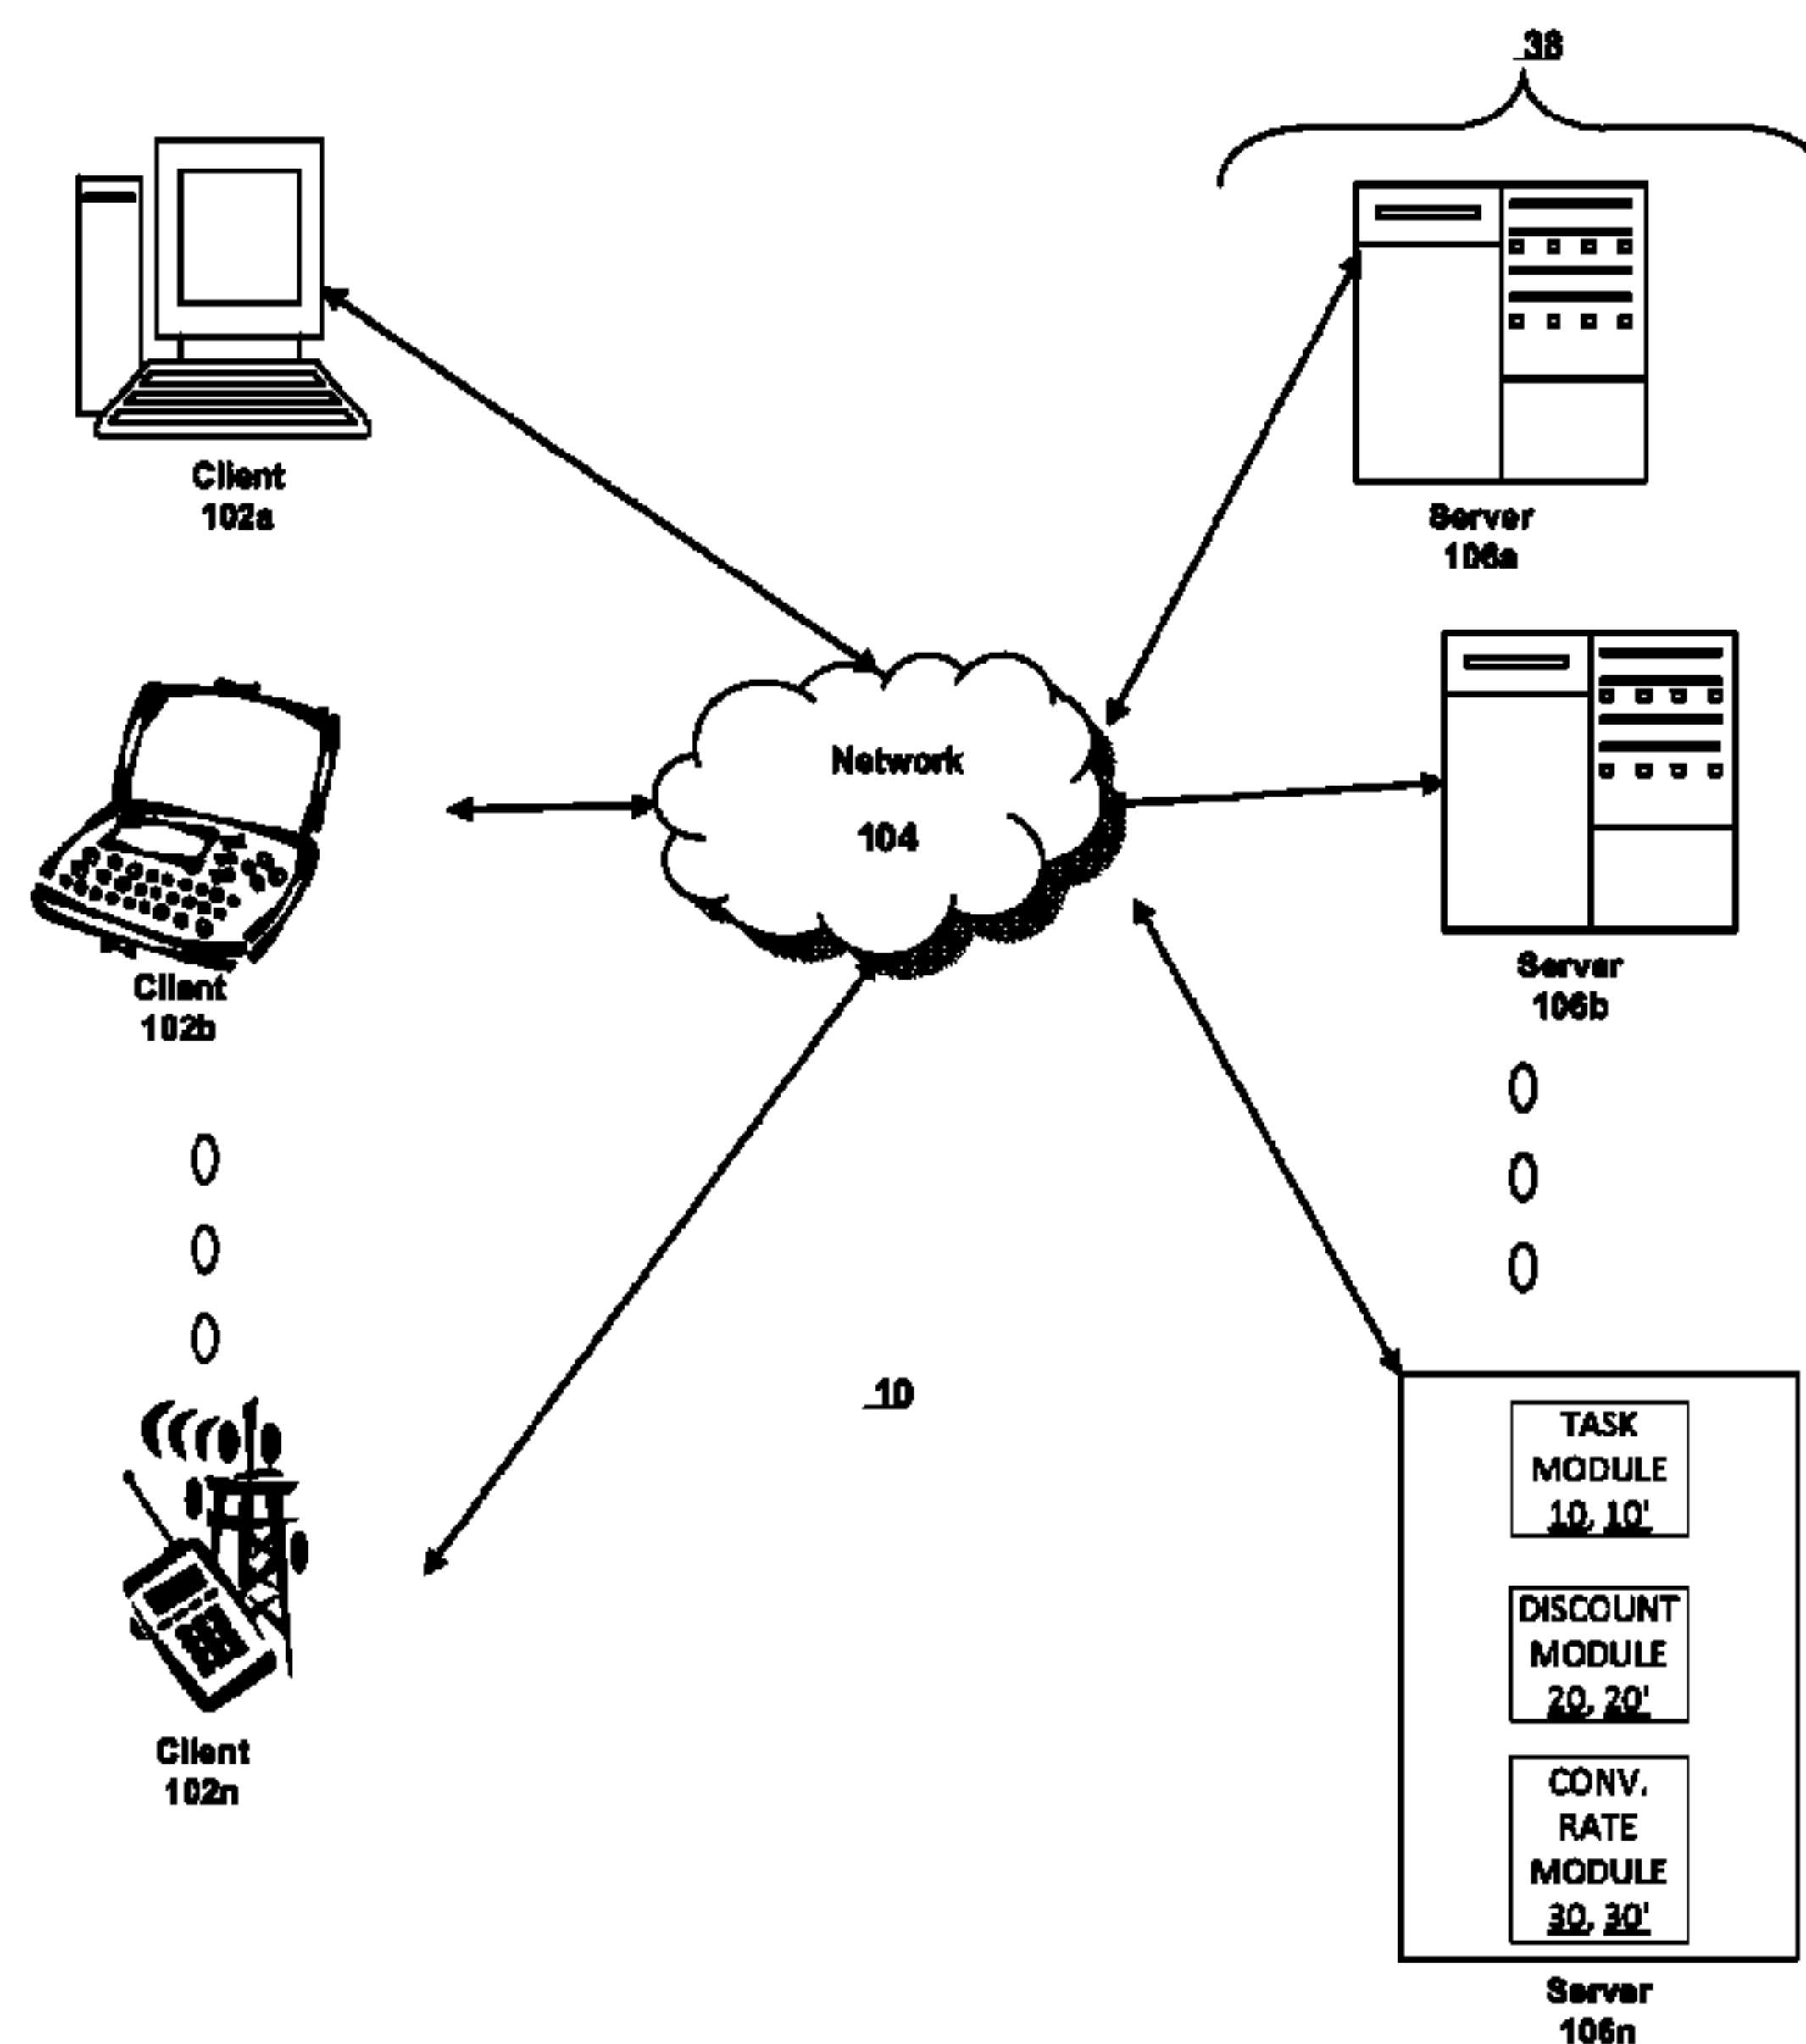 38
Client
102a
Server
106a
Network
104
Client
102b
Server
106b
10
TASK
MODULE
10, 10'
DISCOUNT
MODULE
20, 20'
CONV.
RATE
MODULE
30, 30'
Client
102n
Server
106n